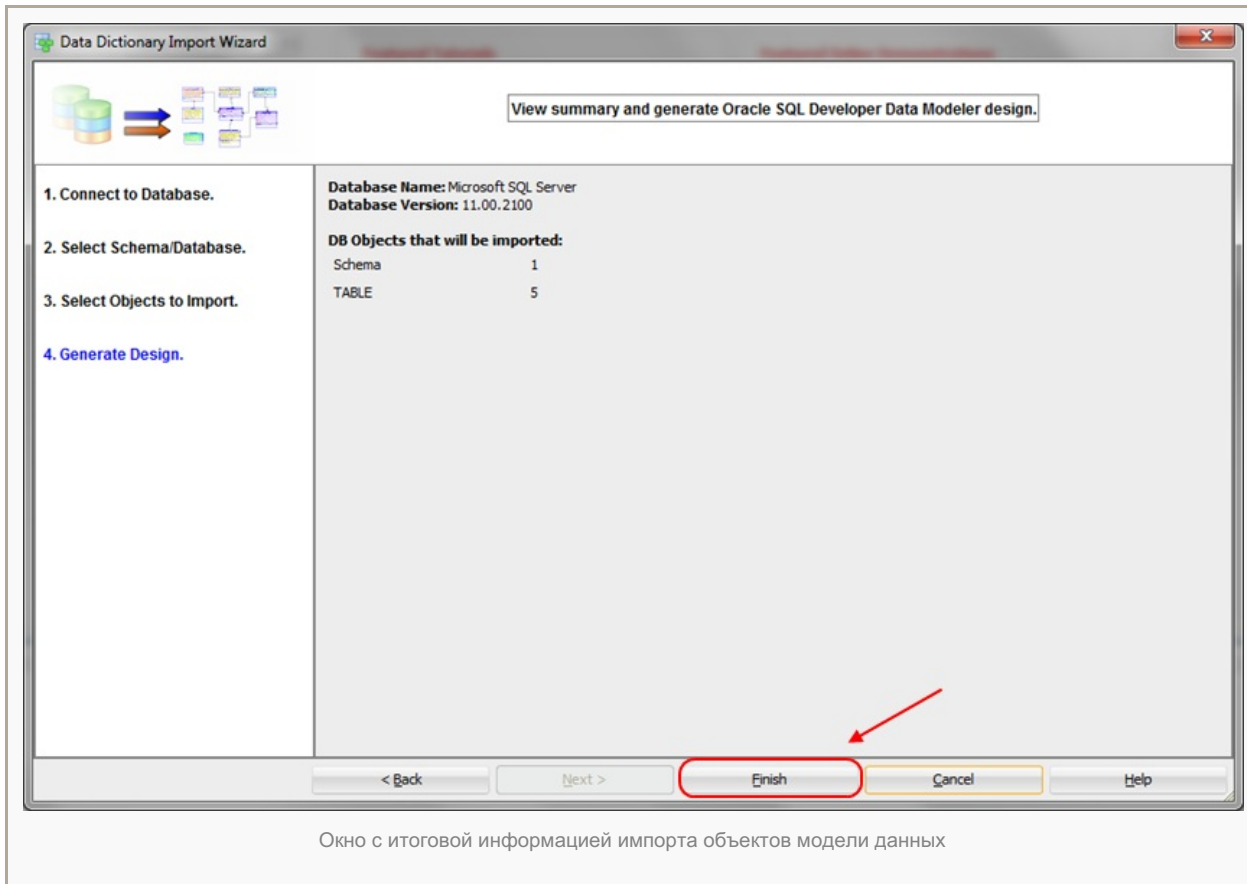 Data Dictionary Import Wizard
View summary and generate Oracle SQL Developer Data Modeler design.
1. Connect to Database.
2. Select Schema/Database.
3. Select Objects to Import.
4. Generate Design.
Database Name: Microsoft SQL Server
Database Version: 11.00.2100
DB Objects that will be imported:
Schema 1
TABLE 5
< Back Next > Finish Cancel Help
Окно с итоговой информацией импорта объектов модели данных